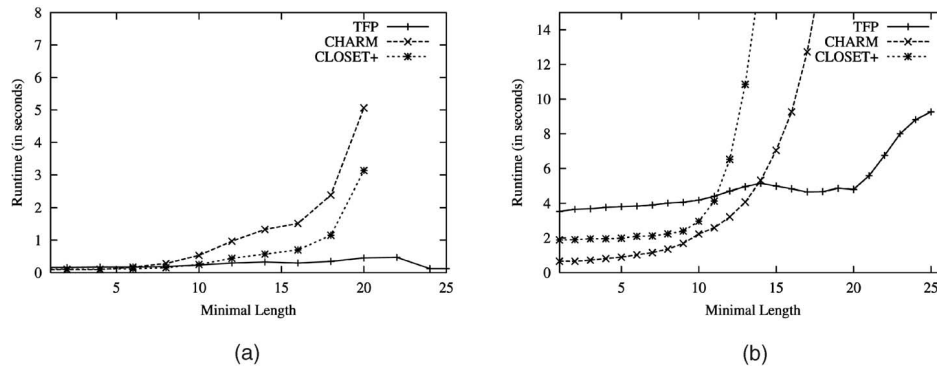 8
7
6
5
4
3
2
1
0
Runtime (in seconds)
TFP
CHARM
CLOSET+
5 10 15 20 25
Minimal Length
(a)
14
12
10
8
6
4
2
0
Runtime (in seconds)
TFP
CHARM
CLOSET+
5 10 15 20 25
Minimal Length
(b)